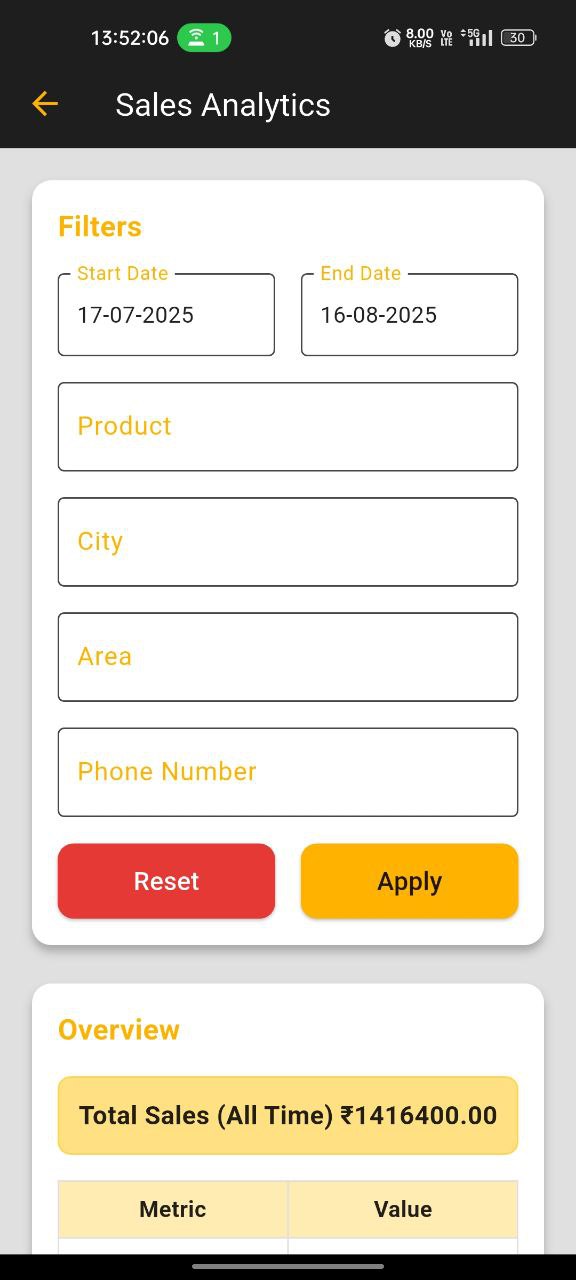 13:52:06 1 8.00 KB/S Vo LTE 5G 30
Sales Analytics
Filters
Start Date End Date
17-07-2025 16-08-2025
Product
City
Area
Phone Number
Reset Apply
Overview
Total Sales (All Time) ₹1416400.00
Metric Value